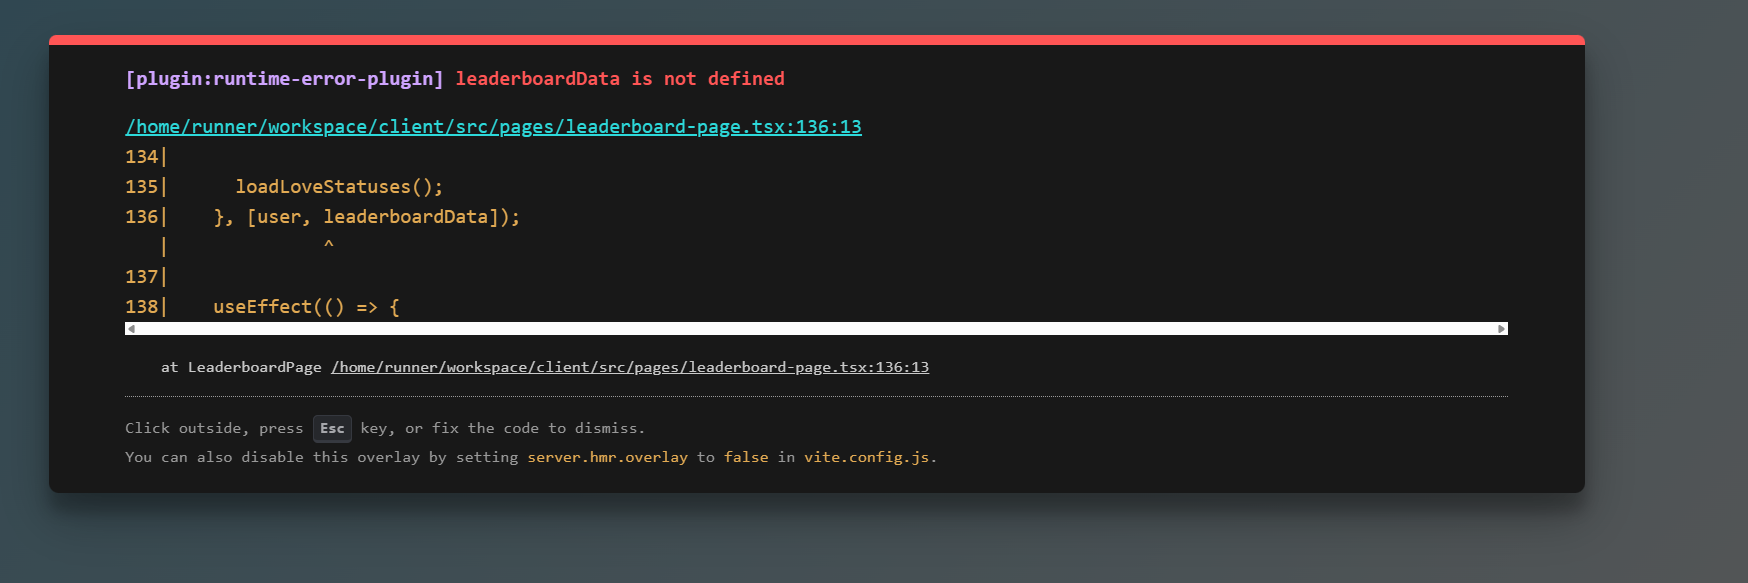 [plugin:runtime-error-plugin] leaderboardData is not defined
/home/runner/workspace/client/src/pages/leaderboard-page.tsx:136:13
134|
135|      loadLoveStatuses();
136|    }, [user, leaderboardData]);
   |              ^
137|
138|    useEffect(() => {
at LeaderboardPage /home/runner/workspace/client/src/pages/leaderboard-page.tsx:136:13
Click outside, press Esc key, or fix the code to dismiss.
You can also disable this overlay by setting server.hmr.overlay to false in vite.config.js.